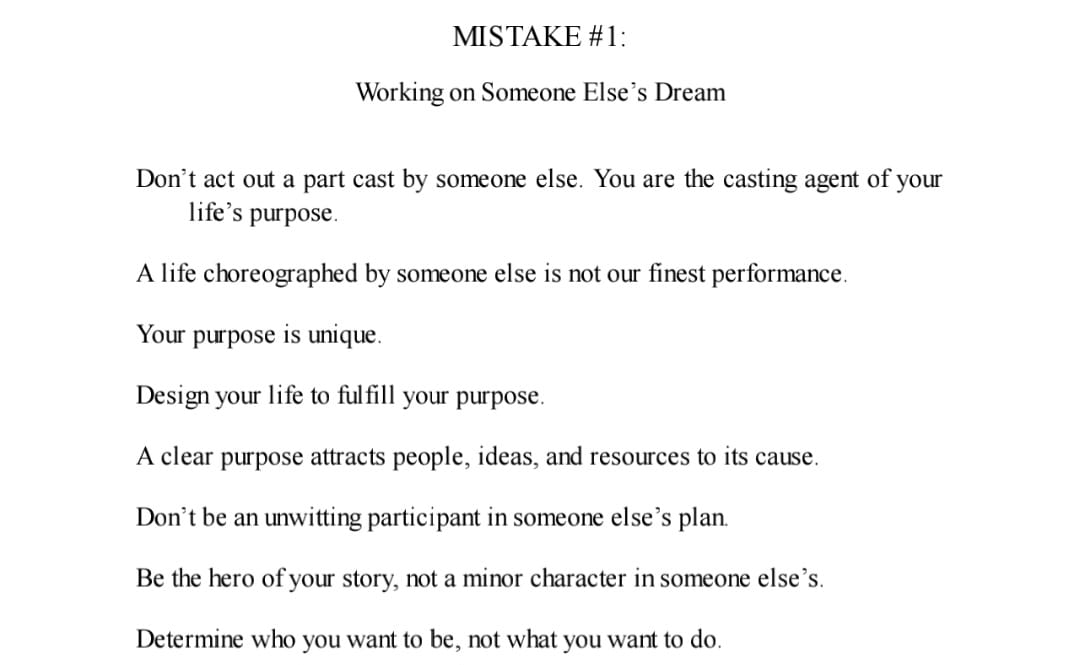 MISTAKE #1:
Working on Someone Else’s Dream
Don’t act out a part cast by someone else. You are the casting agent of your
life’s purpose.
A life choreographed by someone else is not our finest performance.
Your purpose is unique.
Design your life to fulfill your purpose.
A clear purpose attracts people, ideas, and resources to its cause.
Don’t be an unwitting participant in someone else’s plan.
Be the hero of your story, not a minor character in someone else’s.
Determine who you want to be, not what you want to do.